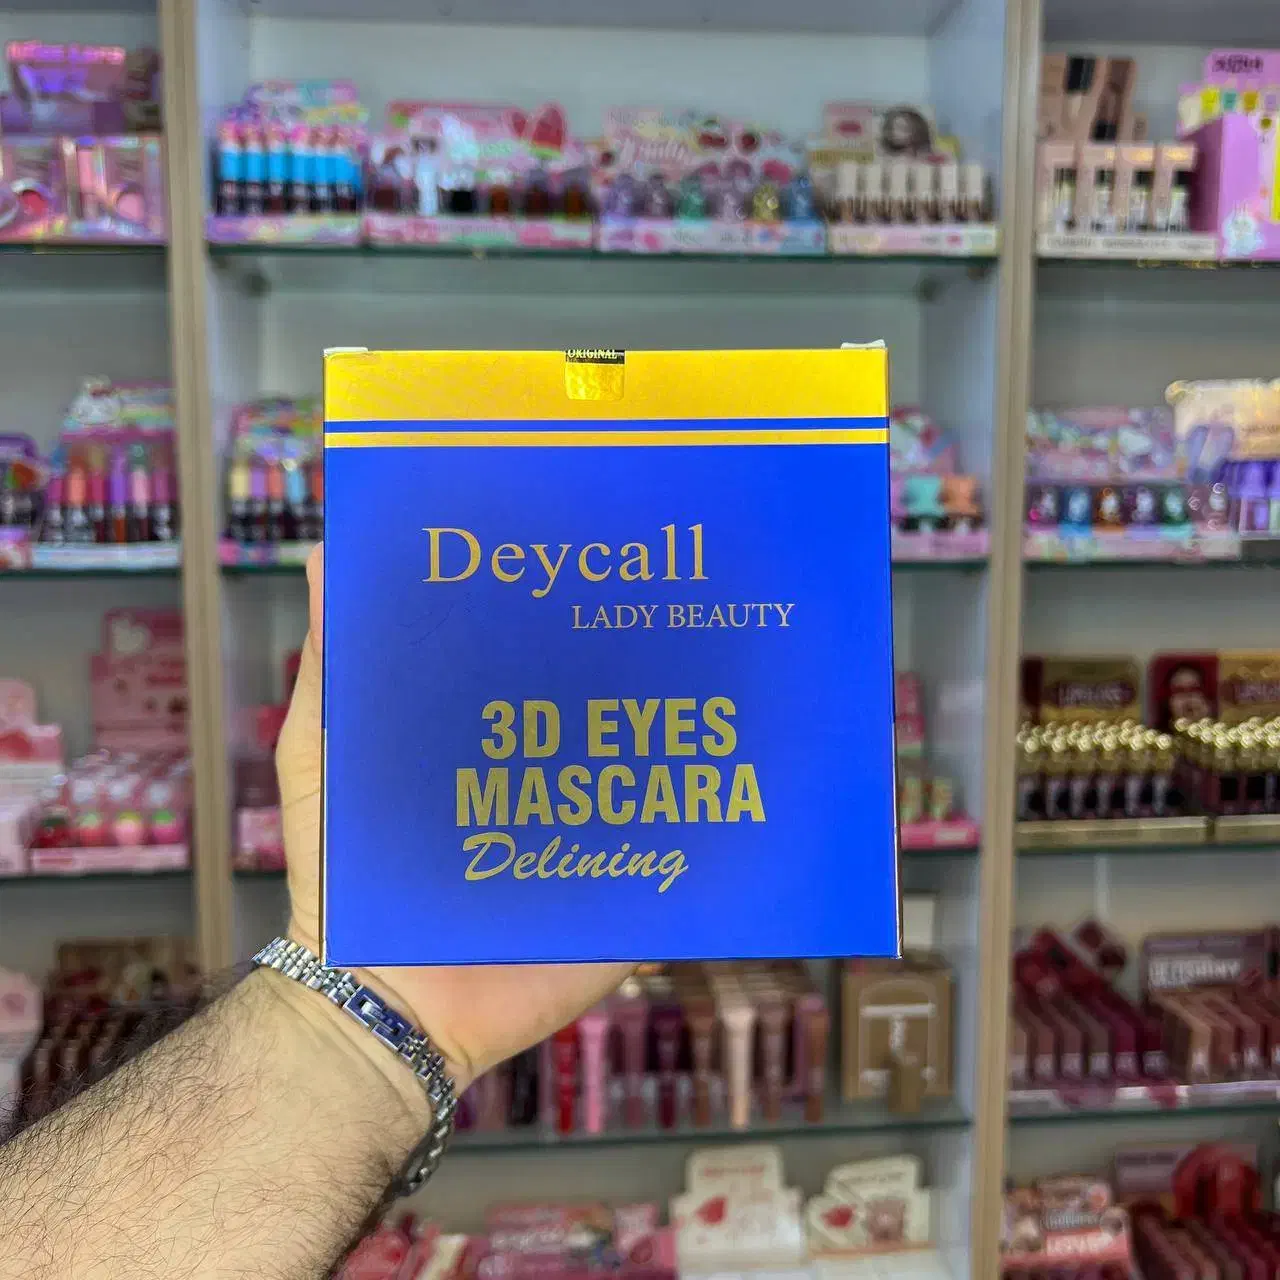 ORIGINAL
Deycall
LADY BEAUTY
3D EYES
MASCARA
Delining